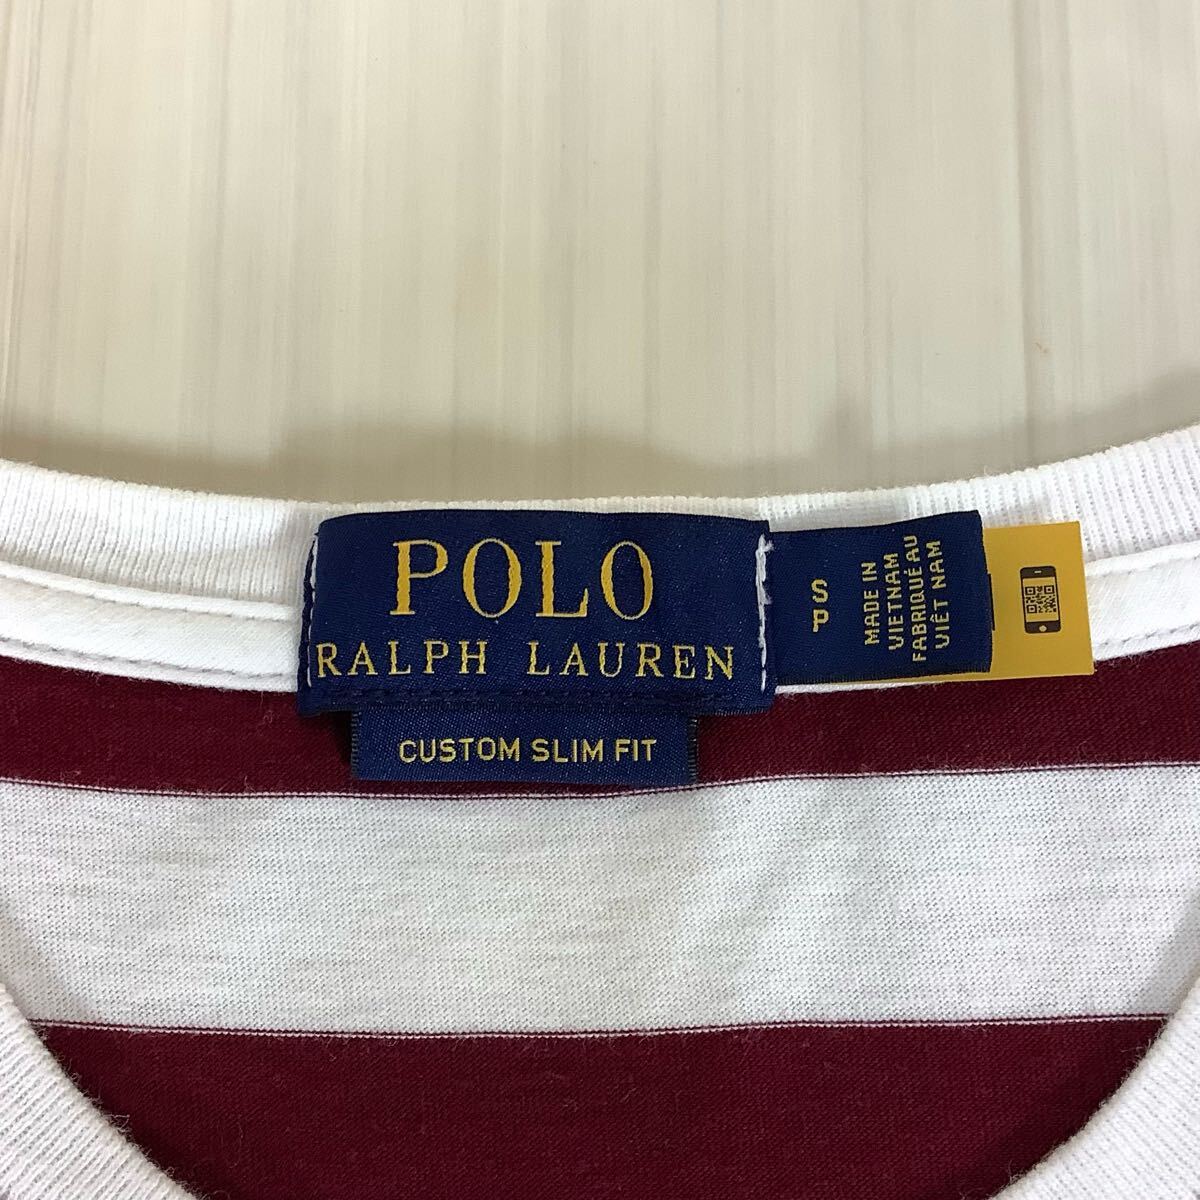 POLO
RALPH LAUREN
CUSTOM SLIM FIT
S
P
MADE IN
VIETNAM
FABRIQUÉ AU
VIÊT NAM